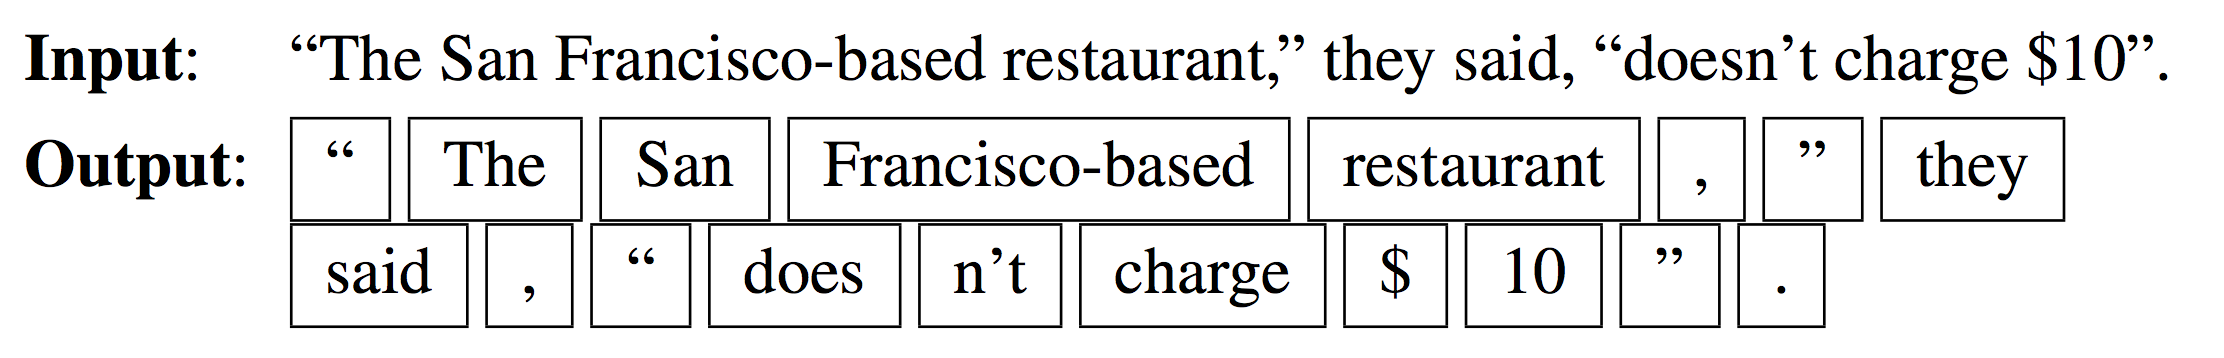 Input: “The San Francisco-based restaurant,” they said, “doesn’t charge $10”.
Output: “ The San Francisco-based restaurant , ” they
said , “ does n’t charge $ 10 ” .